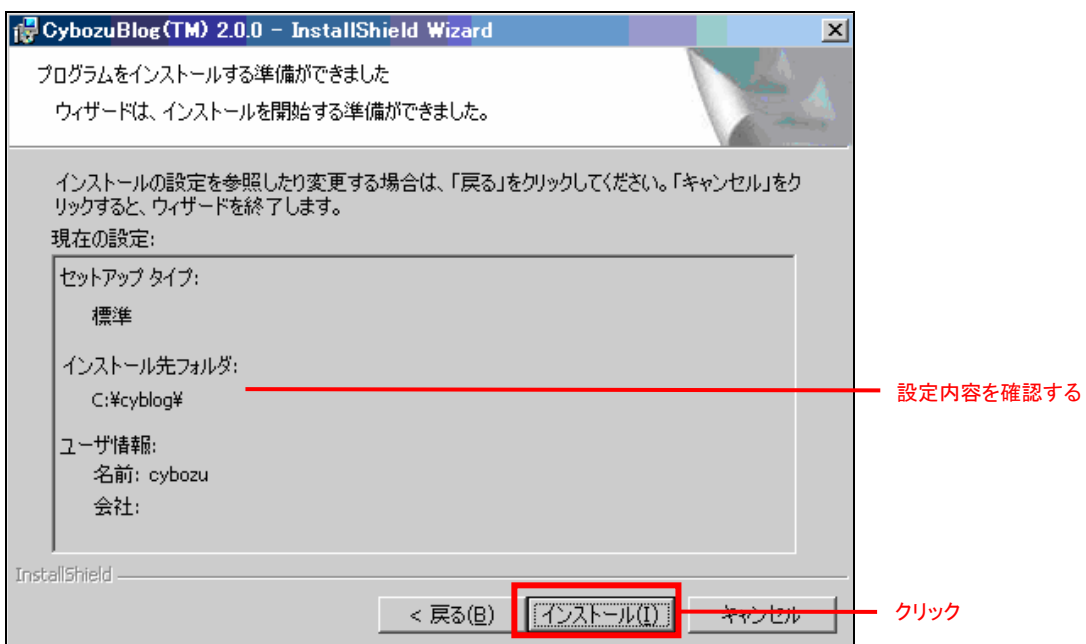 CybozuBlog(TM) 2.0.0 - InstallShield Wizard
プログラムをインストールする準備ができました
ウィザードは、インストールを開始する準備ができました。
インストールの設定を参照したり変更する場合は、「戻る」をクリックしてください。「キャンセル」をク
リックすると、ウィザードを終了します。
現在の設定:
セットアップ タイプ:
標準
インストール先フォルダ:
C:¥cyblog¥
設定内容を確認する
ユーザ情報:
名前: cybozu
会社:
InstallShield
< 戻る(B)
インストール(I)
キャンセル
クリック